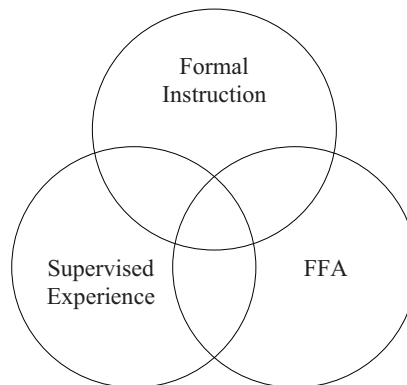 Formal
Instruction
Supervised
Experience
FFA